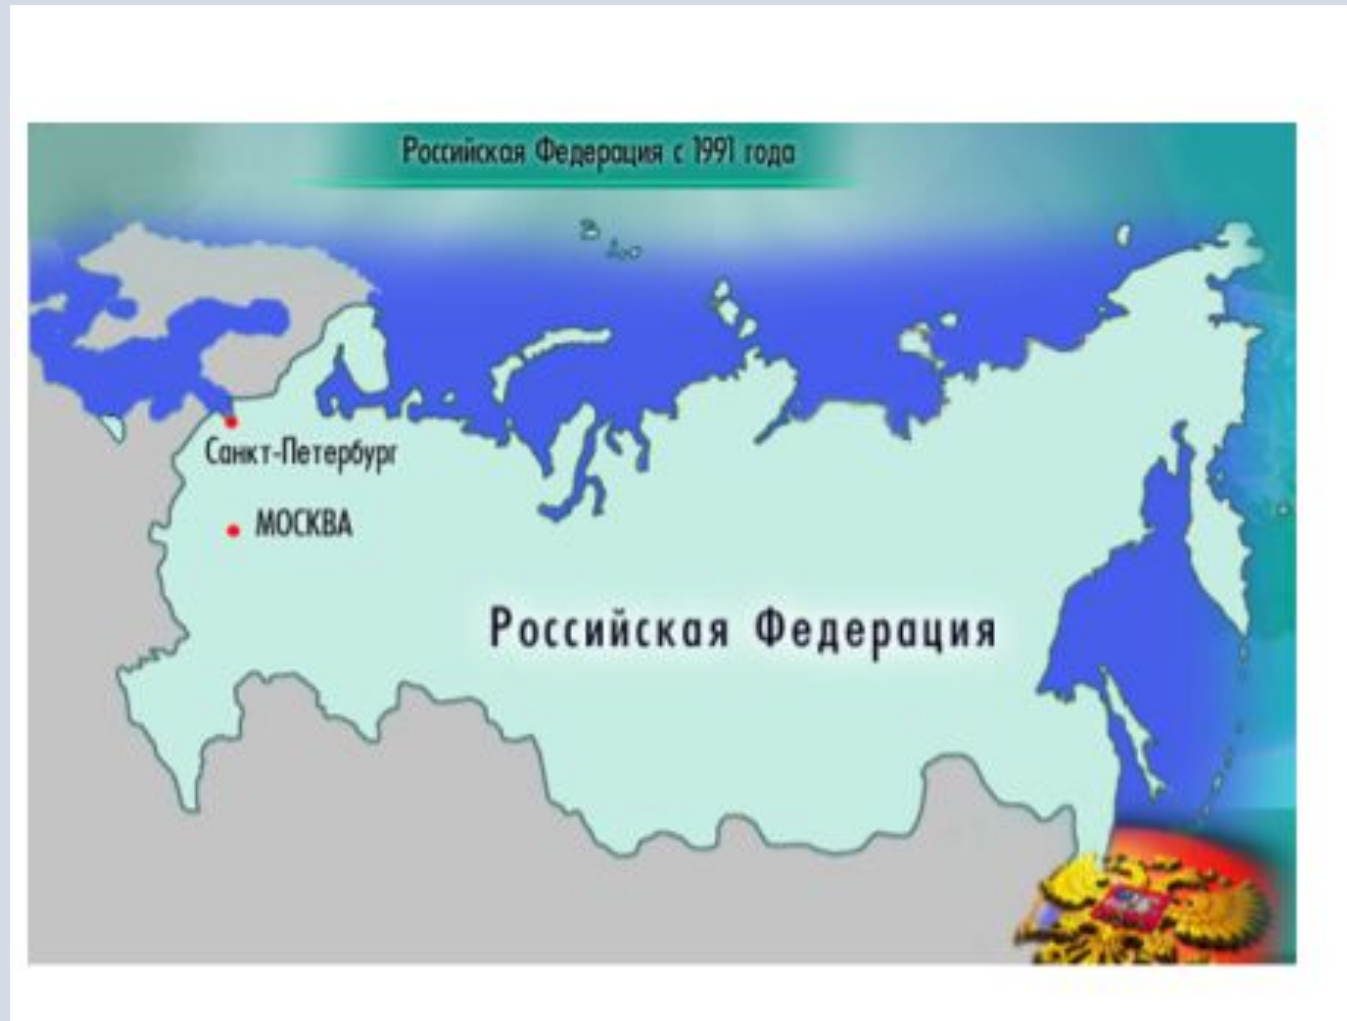 Российская Федерация с 1991 года
Санкт-Петербург
МОСКВА
Российская Федерация